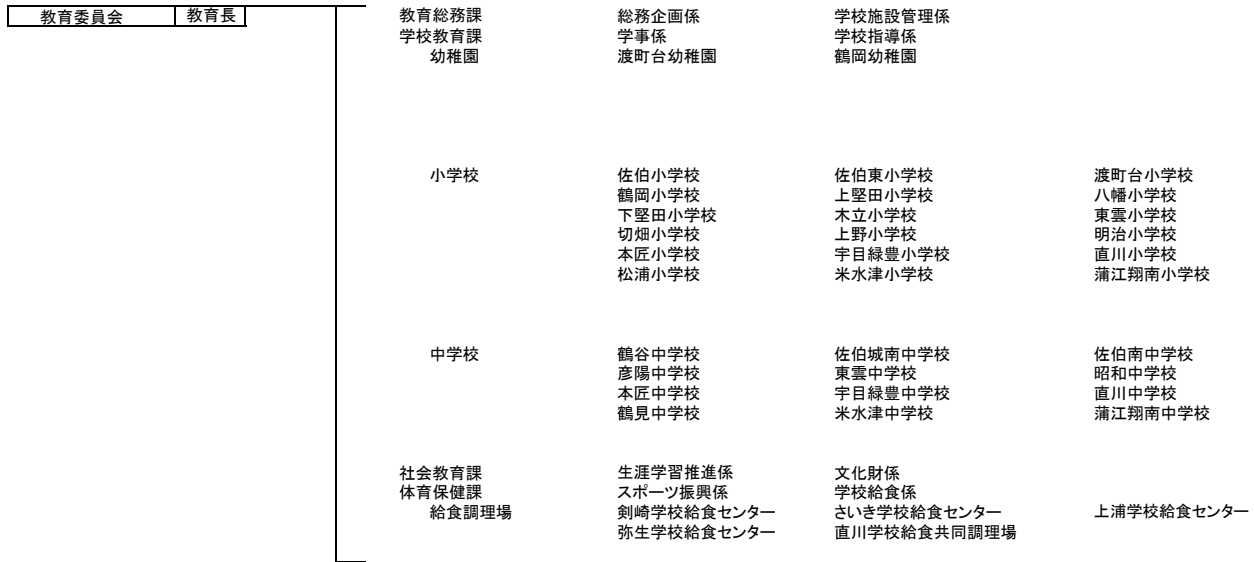 教育委員会 教育長 教育総務課 総務企画係 学校施設管理係
学校教育課 学事係 学校指導係
幼稚園 渡町台幼稚園 鶴岡幼稚園
小学校 佐伯小学校 佐伯東小学校 渡町台小学校
鶴岡小学校 上堅田小学校 八幡小学校
下堅田小学校 木立小学校 東雲小学校
切畑小学校 上野小学校 明治小学校
本匠小学校 宇目緑豊小学校 直川小学校
松浦小学校 米水津小学校 蒲江翔南小学校
中学校 鶴谷中学校 佐伯城南中学校 佐伯南中学校
彦陽中学校 東雲中学校 昭和中学校
本匠中学校 宇目緑豊中学校 直川中学校
鶴見中学校 米水津中学校 蒲江翔南中学校
社会教育課 生涯学習推進係 文化財係
体育保健課 スポーツ振興係 学校給食係
給食調理場 剣崎学校給食センター さいき学校給食センター 上浦学校給食センター
弥生学校給食センター 直川学校給食共同調理場